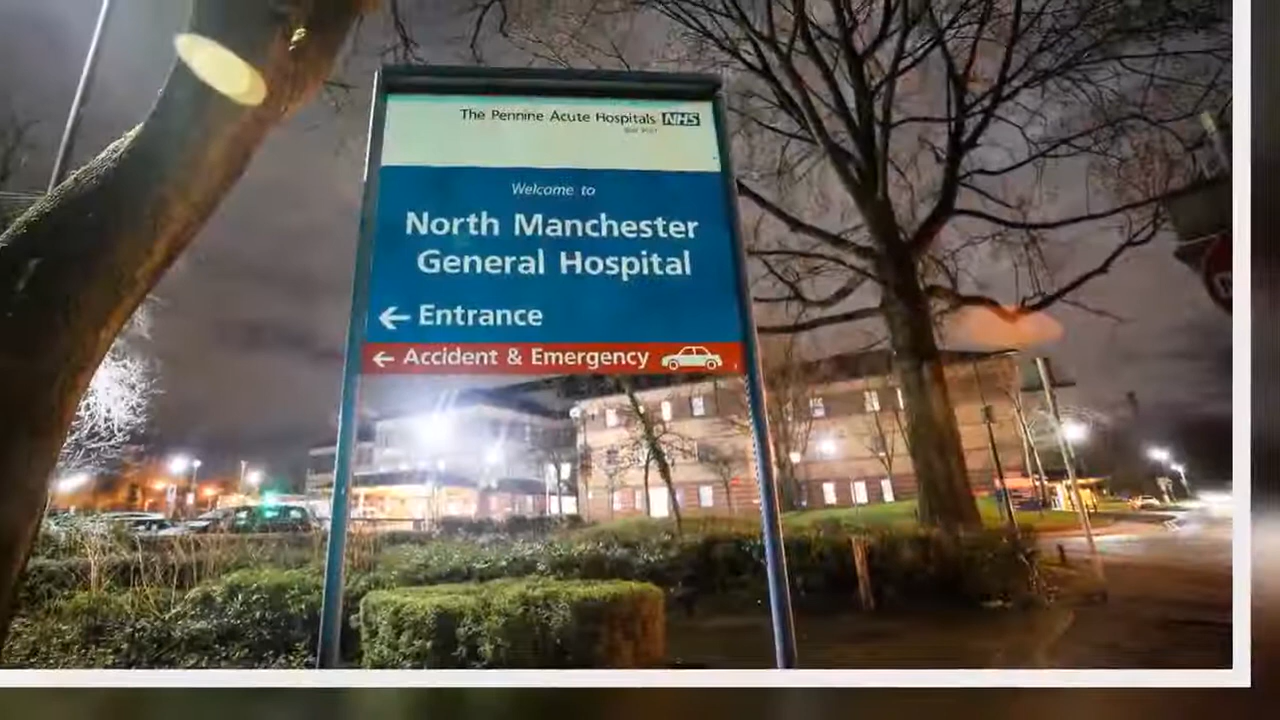 The Pennine Acute Hospitals NHS
Welcome to
North Manchester
General Hospital
← Entrance
← Accident & Emergency